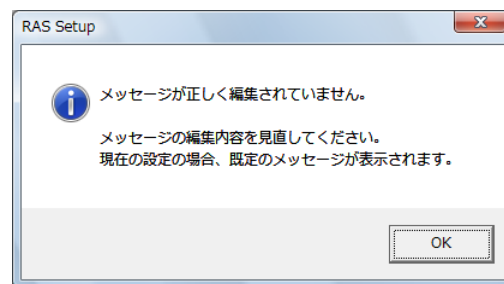 RAS Setup
メッセージが正しく編集されていません。
メッセージの編集内容を見直してください。
現在の設定の場合、既定のメッセージが表示されます。
OK